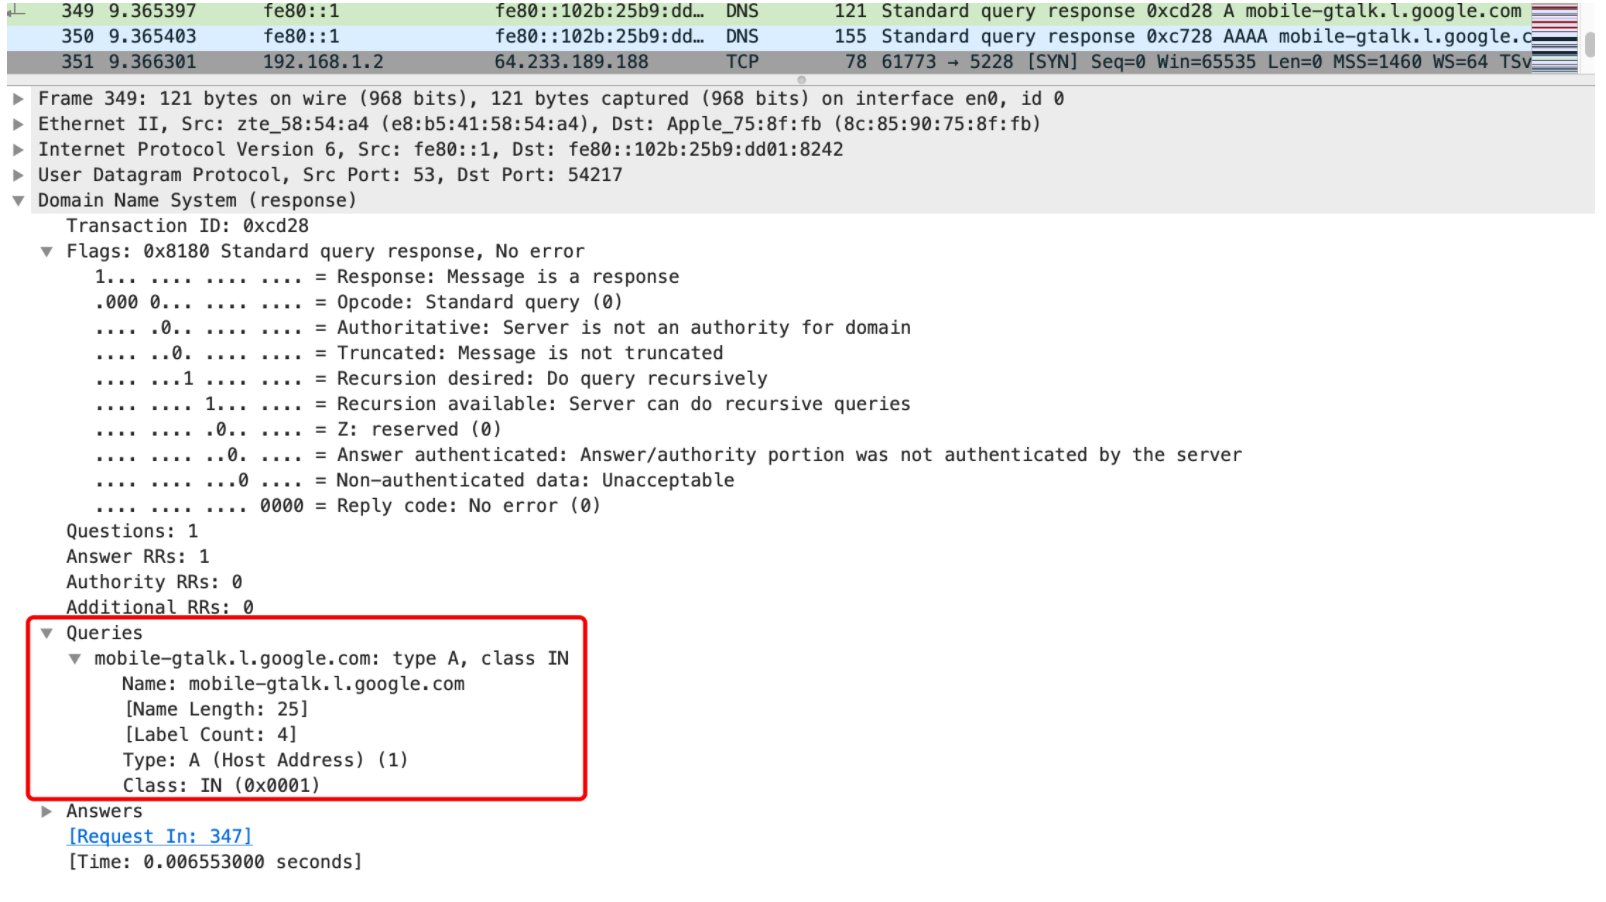 349 9.365397 fe80::1 fe80::102b:25b9:dd… DNS 121 Standard query response 0xcd28 A mobile-gtalk.l.google.com
350 9.365403 fe80::1 fe80::102b:25b9:dd… DNS 155 Standard query response 0xc728 AAAA mobile-gtalk.l.google.c
351 9.366301 192.168.1.2 64.233.189.188 TCP 78 61773 → 5228 [SYN] Seq=0 Win=65535 Len=0 MSS=1460 WS=64 TSv
Frame 349: 121 bytes on wire (968 bits), 121 bytes captured (968 bits) on interface en0, id 0
Ethernet II, Src: zte_58:54:a4 (e8:b5:41:58:54:a4), Dst: Apple_75:8f:fb (8c:85:90:75:8f:fb)
Internet Protocol Version 6, Src: fe80::1, Dst: fe80::102b:25b9:dd01:8242
User Datagram Protocol, Src Port: 53, Dst Port: 54217
Domain Name System (response)
Transaction ID: 0xcd28
Flags: 0x8180 Standard query response, No error
1... .... .... .... = Response: Message is a response
.000 0... .... .... = Opcode: Standard query (0)
.... .0.. .... .... = Authoritative: Server is not an authority for domain
.... ..0. .... .... = Truncated: Message is not truncated
.... ...1 .... .... = Recursion desired: Do query recursively
.... .... 1... .... = Recursion available: Server can do recursive queries
.... .... .0.. .... = Z: reserved (0)
.... .... ..0. .... = Answer authenticated: Answer/authority portion was not authenticated by the server
.... .... ...0 .... = Non-authenticated data: Unacceptable
.... .... .... 0000 = Reply code: No error (0)
Questions: 1
Answer RRs: 1
Authority RRs: 0
Additional RRs: 0
Queries
mobile-gtalk.l.google.com: type A, class IN
Name: mobile-gtalk.l.google.com
[Name Length: 25]
[Label Count: 4]
Type: A (Host Address) (1)
Class: IN (0x0001)
Answers
[Request In: 347]
[Time: 0.006553000 seconds]